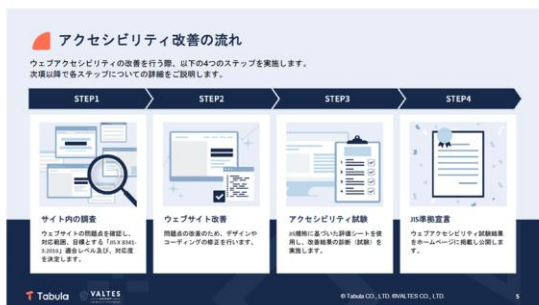 アクセシビリティ改善の流れ
ウェブアクセシビリティの改善を行う際、以下の4つのステップを実施します。
次項以降で各ステップについての詳細をご説明します。
STEP1
STEP2
STEP3
STEP4
サイト内の調査
ウェブサイトの問題点を確認し、
対応範囲、目標とする「JIS X 8341-
3:2016」適合レベル及び、対応度
を決定します。
ウェブサイト改善
問題点の改善のため、デザインや
コーディングの修正を行います。
アクセシビリティ試験
JIS規格に基づいた評価シートを使
用し、改善結果の診断（試験）を
実施します。
JIS準拠宣言
ウェブアクセシビリティ試験結果
をホームページに掲載し公開しま
す。
Tabula
VALTES
© Tabula CO., LTD. ©VALTES CO., LTD.
5